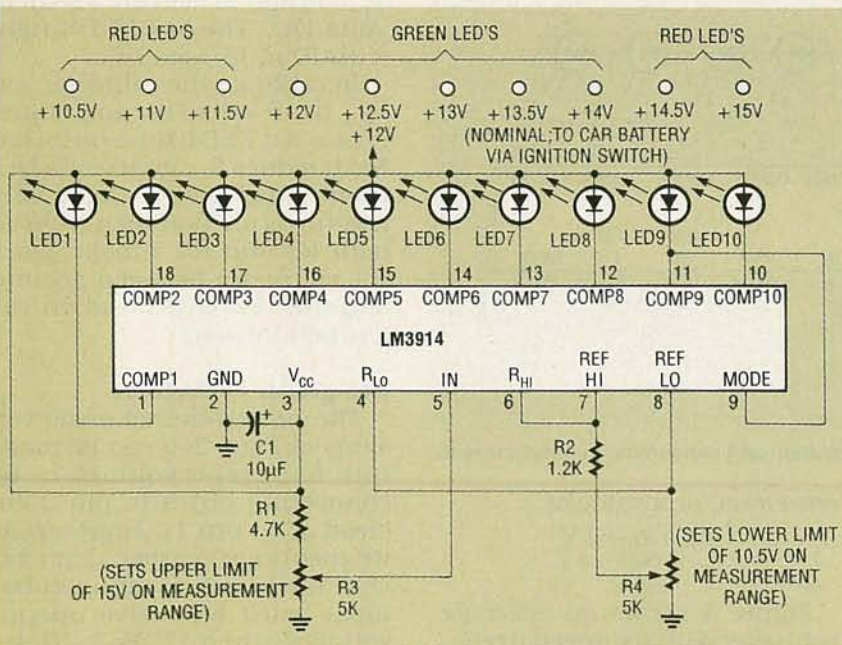 RED LED'S GREEN LED'S RED LED'S
+10.5V +11V +11.5V +12V +12.5V +13V +13.5V +14V +14.5V +15V
+12V (NOMINAL; TO CAR BATTERY
VIA IGNITION SWITCH)
LED1 LED2 LED3 LED4 LED5 LED6 LED7 LED8 LED9 LED10
18 17 16 15 14 13 12 11 10
COMP2 COMP3 COMP4 COMP5 COMP6 COMP7 COMP8 COMP9 COMP10
LM3914
REF REF
COMP1 GND VCC RLO IN RHI HI LO MODE
1 2 3 4 5 6 7 8 9
C1
10µF
R2
1.2K
R1
4.7K
(SETS UPPER LIMIT
OF 15V ON MEASUREMENT
RANGE)
R3
5K
R4
5K
(SETS LOWER LIMIT
OF 10.5V ON
MEASUREMENT
RANGE)